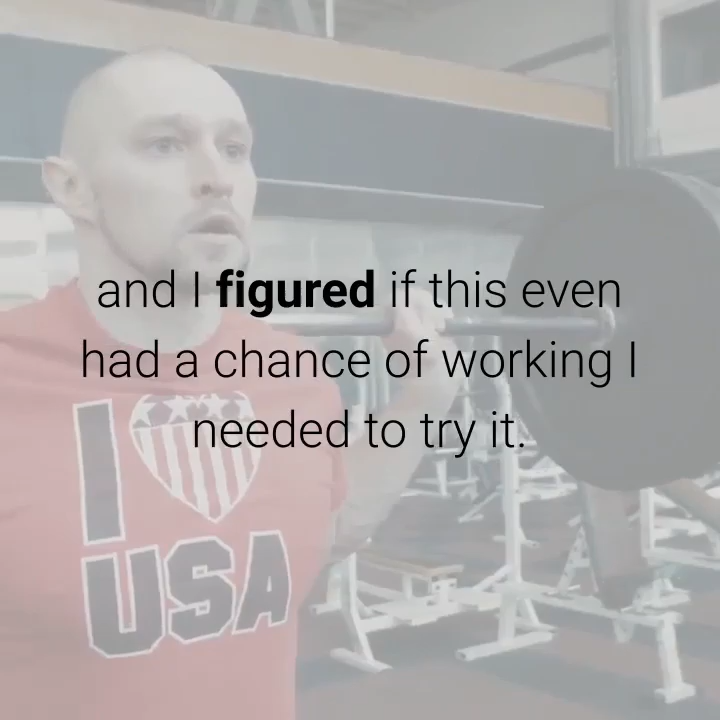 and I figured if this even
had a chance of working I
needed to try it.
I
USA